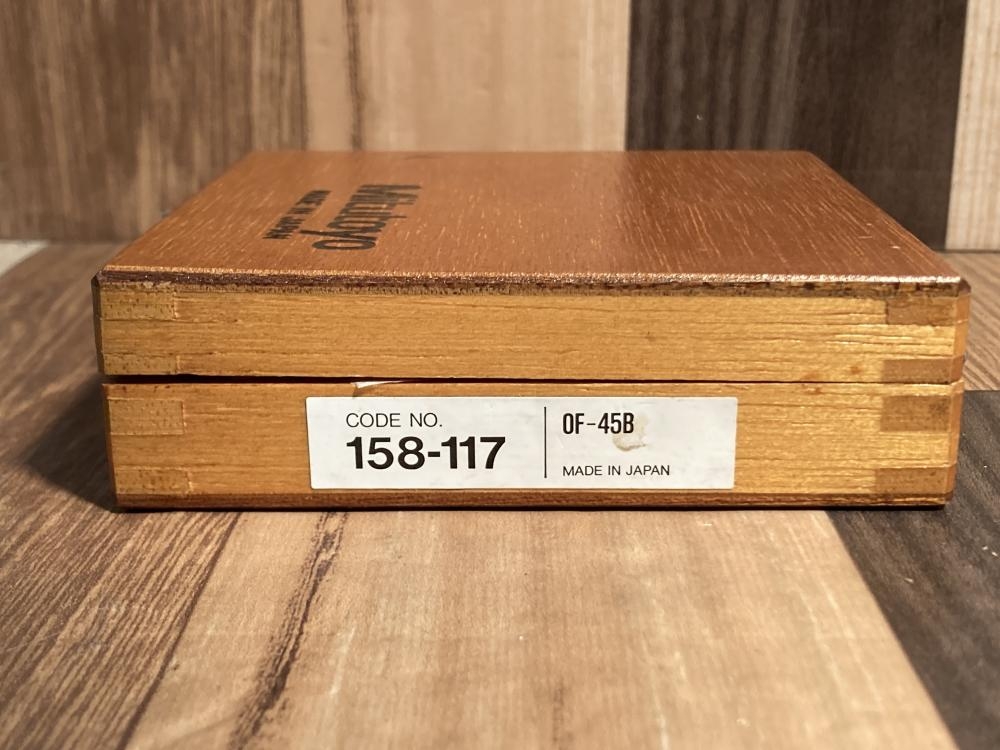 Mitutoyo
MADE IN JAPAN
CODE NO.
158-117
OF-45B
MADE IN JAPAN